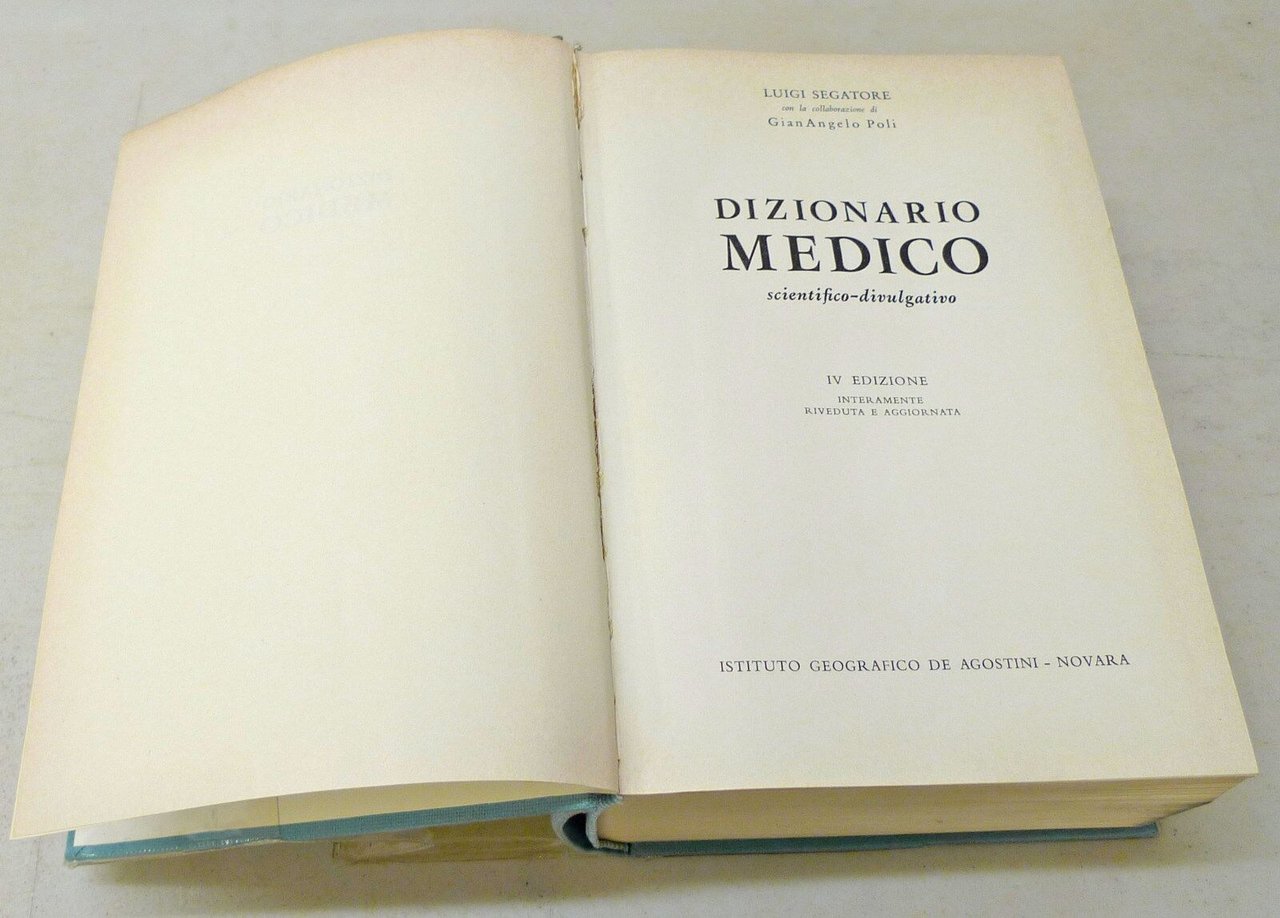 LUIGI SEGATORE
con la collaborazione di
GianAngelo Poli
DIZIONARIO
MEDICO
scientifico-divulgativo
IV EDIZIONE
INTERAMENTE
RIVEDUTA E AGGIORNATA
ISTITUTO GEOGRAFICO DE AGOSTINI - NOVARA